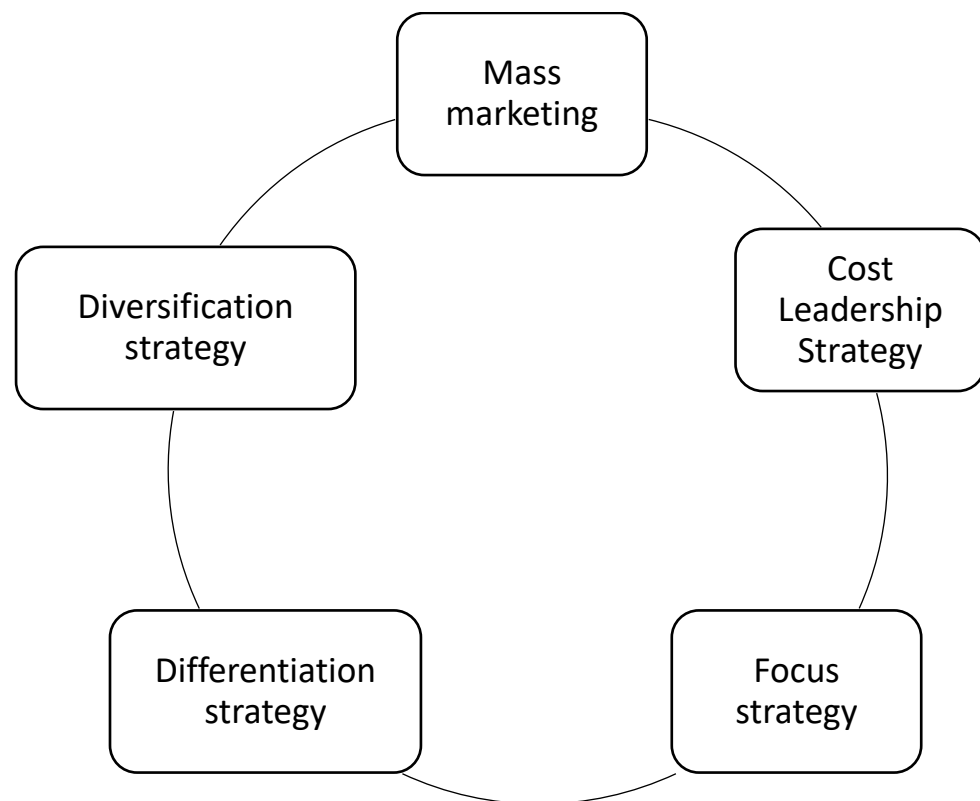 Mass
marketing
Cost
Leadership
Strategy
Focus
strategy
Differentiation
strategy
Diversification
strategy